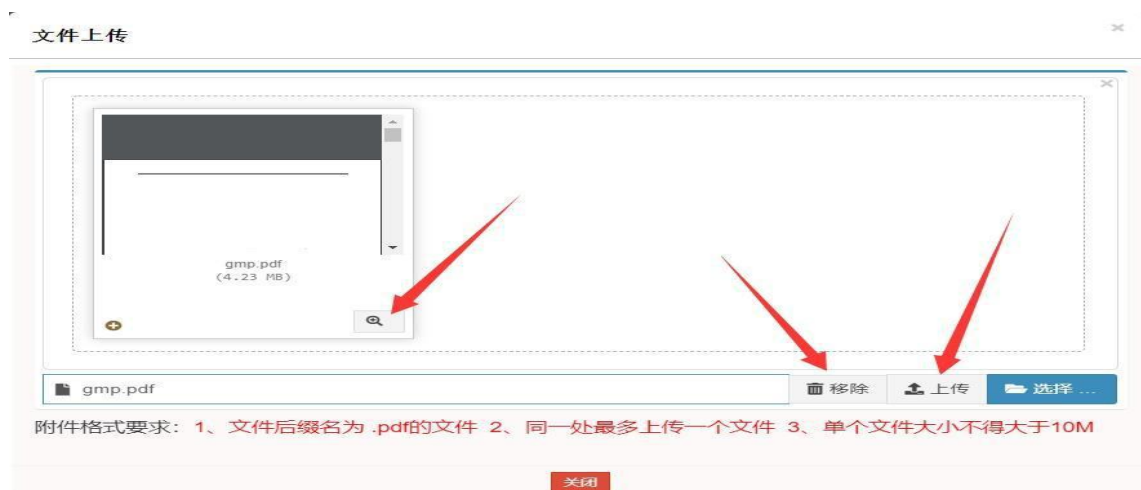 文件上传
gmp.pdf
(4.23 MB)
gmp.pdf
移除
上传
选择 ...
附件格式要求：1、文件后缀名为 .pdf的文件 2、同一处最多上传一个文件 3、单个文件大小不得大于10M
关闭